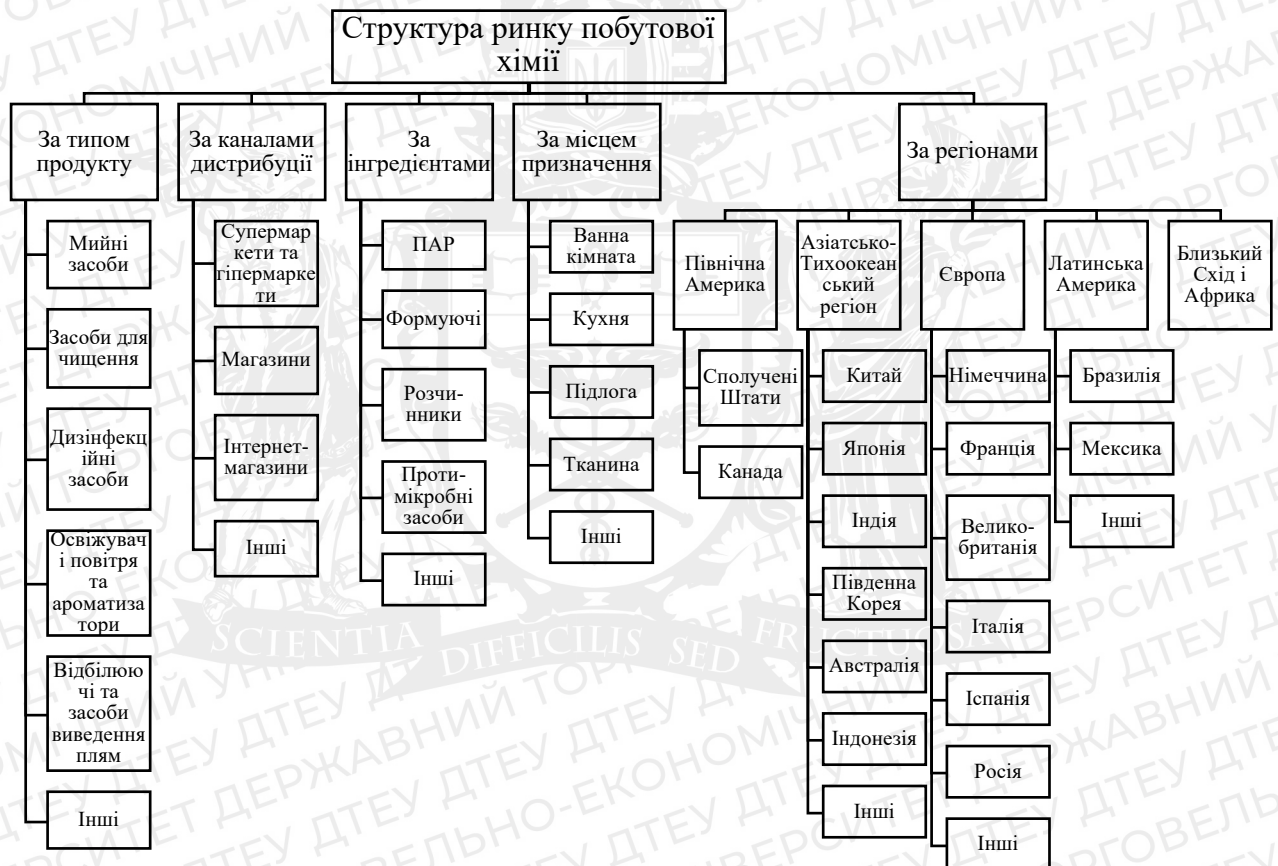 Структура ринку побутової
хімії
За типом
продукту
Мийні
засоби
Засоби для
чищення
Дизінфекц
ійні
засоби
Освіжувач
і повітря
та
ароматиза
тори
Відбілюю
чі та
засоби
виведення
плям
Інші
За каналами
дистрибуції
Супермар
кети та
гіпермарке
ти
Магазини
Інтернет-
магазини
Інші
За
інгредієнтами
ПАР
Формуючі
Розчи-
нники
Проти-
мікробні
засоби
Інші
За місцем
призначення
Ванна
кімната
Кухня
Підлога
Тканина
Інші
За регіонами
Північна
Америка
Сполучені
Штати
Канада
Азіатсько-
Тихоокеан
ський
регіон
Китай
Японія
Індія
Південна
Корея
Австралія
Індонезія
Інші
Європа
Німеччина
Франція
Велико-
британія
Італія
Іспанія
Росія
Інші
Латинська
Америка
Бразилія
Мексика
Інші
Близький
Схід і
Африка
SCIENTIA DIFFICILIS SED FRUCTUOSA